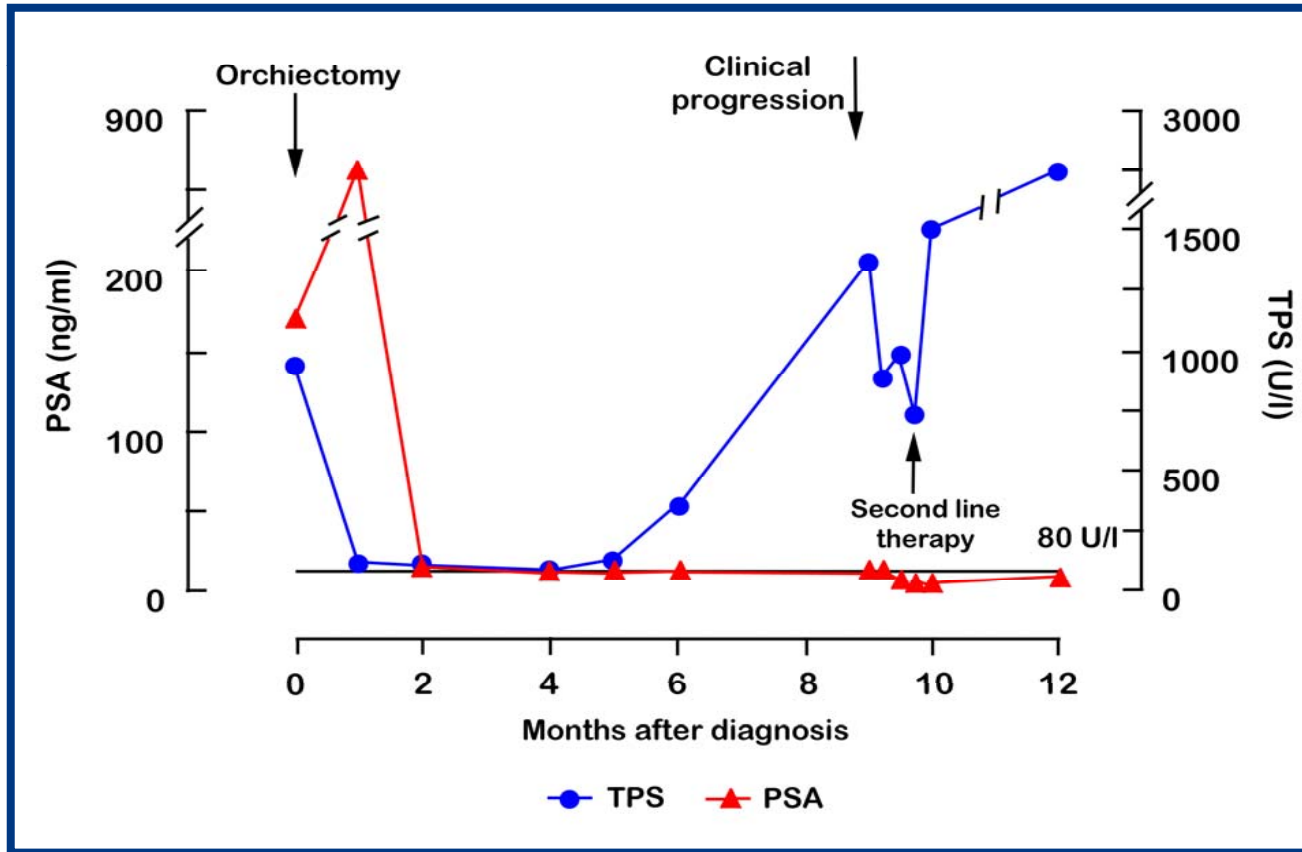 Orchiectomy
Clinical
progression
900
200
100
0
PSA (ng/ml)
3000
1500
1000
500
0
TPS (U/l)
Second line
therapy
80 U/l
0 2 4 6 8 10 12
Months after diagnosis
TPS PSA